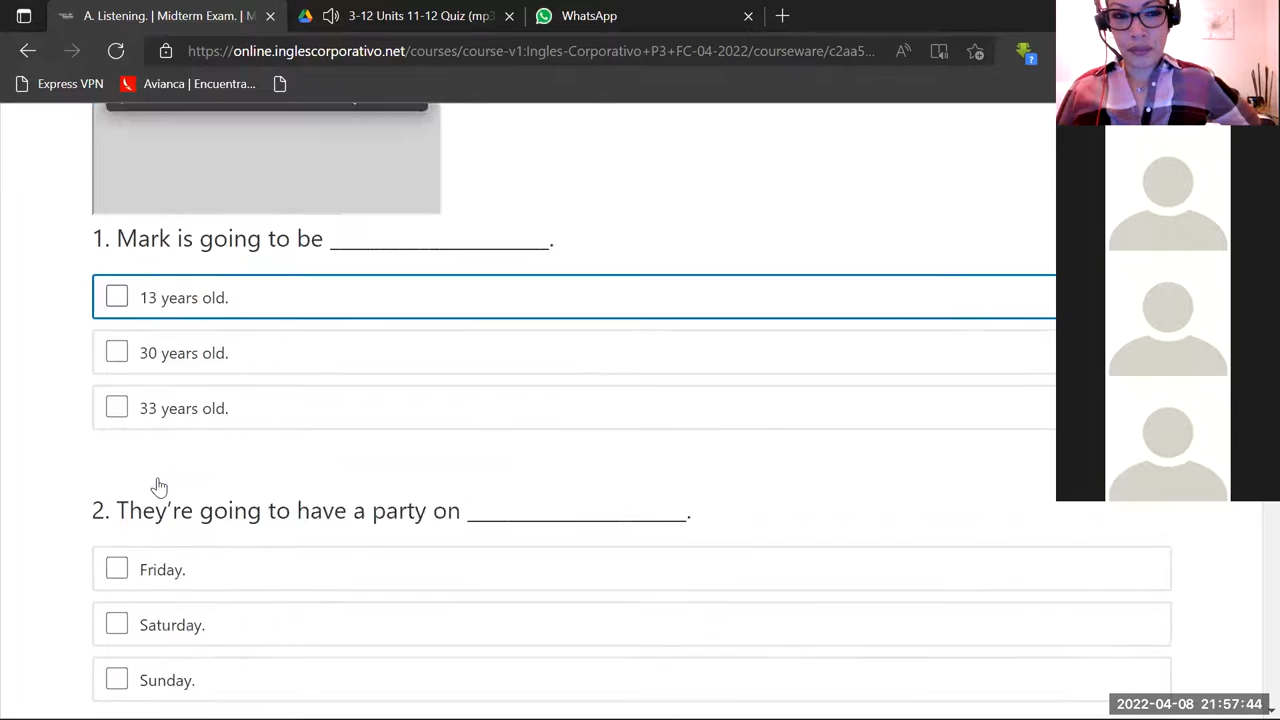 A. Listening. | Midterm Exam. | M
3-12 Units 11_12 Quiz.mp3
WhatsApp
https://online.inglescorporativo.net/courses/course-v1:Ingles-Corporativo+P3+FC-04-2022/courseware/c2aa5...
Express VPN
Avianca | Encuentra...
1. Mark is going to be ____________________.
13 years old.
30 years old.
33 years old.
2. They're going to have a party on ____________________.
Friday.
Saturday.
Sunday.
2022-04-08 21:57:44